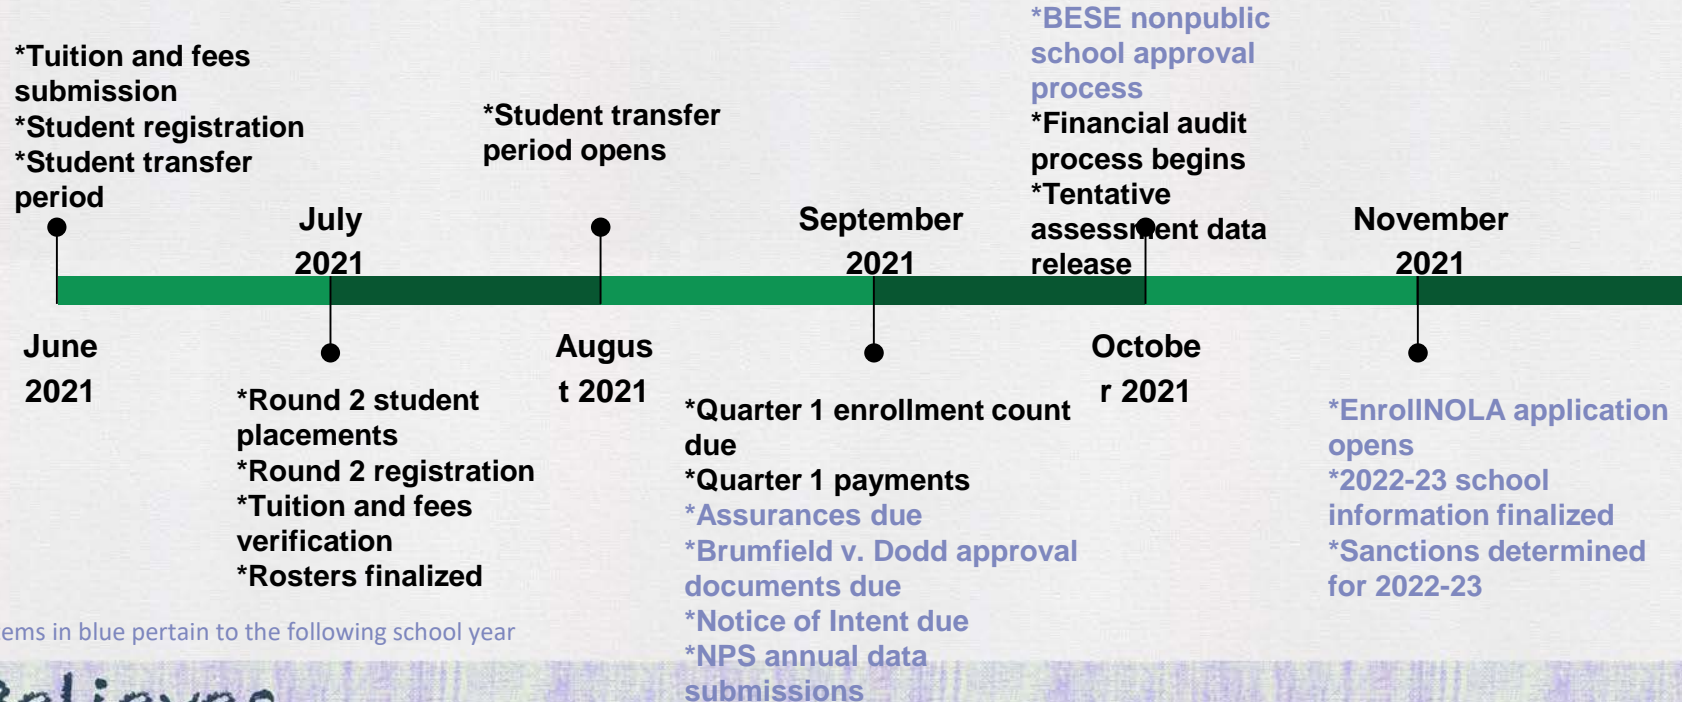 *Tuition and fees
submission
*Student registration
*Student transfer
period
June
2021
July
2021
*Round 2 student
placements
*Round 2 registration
*Tuition and fees
verification
*Rosters finalized
*Student transfer
period opens
Augus
t 2021
September
2021
*Quarter 1 enrollment count
due
*Quarter 1 payments
*Assurances due
*Brumfield v. Dodd approval
documents due
*Notice of Intent due
*NPS annual data
submissions
*BESE nonpublic
school approval
process
*Financial audit
process begins
*Tentative
assessment data
release
Octobe
r 2021
November
2021
*EnrollNOLA application
opens
*2022-23 school
information finalized
*Sanctions determined
for 2022-23
ems in blue pertain to the following school year
Believes